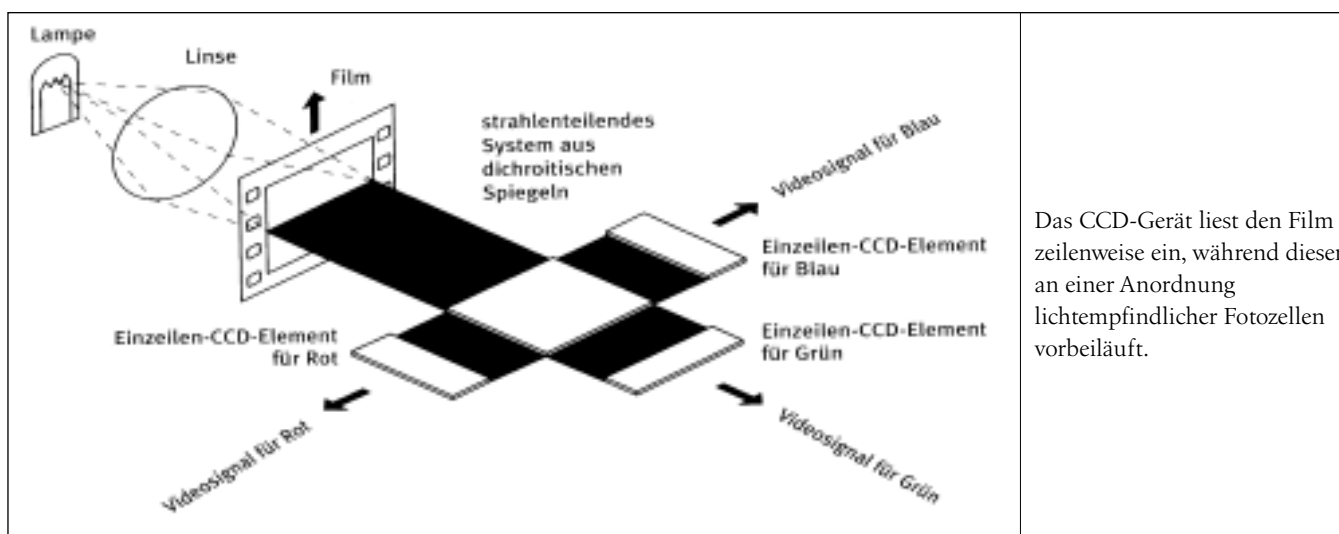 Lampe
Linse
Film
strahlenteilendes
System aus
dichroitischen
Spiegeln
Videosignal für Blau
Einzeilen-CCD-Element
für Blau
Einzeilen-CCD-Element
für Rot
Einzeilen-CCD-Element
für Grün
Videosignal für Rot
Videosignal für Grün
Das CCD-Gerät liest den Film
zeilenweise ein, während dieser
an einer Anordnung
lichtempfindlicher Fotozellen
vorbeiläuft.